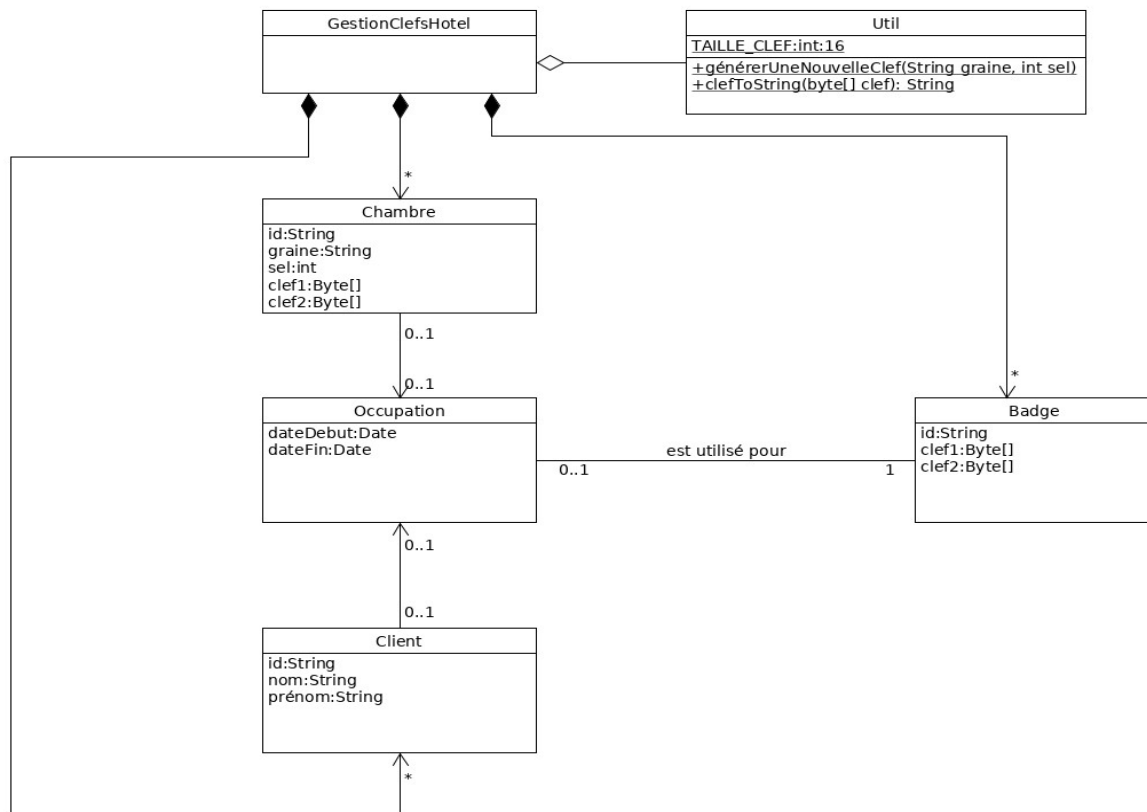 GestionClefsHotel
Util
TAILLE_CLEF:int:16
+générerUneNouvelleClef(String graine, int sel)
+clefToString(byte[] clef): String
*
Chambre
id:String
graine:String
sel:int
clef1:Byte[]
clef2:Byte[]
0..1
0..1
*
Occupation
dateDebut:Date
dateFin:Date
est utilisé pour
0..1
1
Badge
id:String
clef1:Byte[]
clef2:Byte[]
0..1
0..1
Client
id:String
nom:String
prénom:String
*